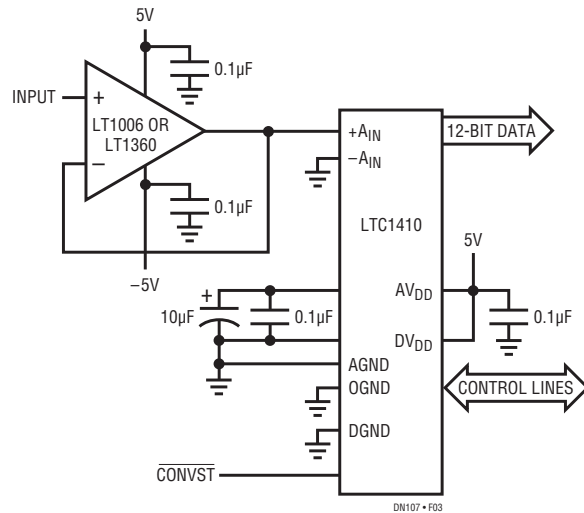 5V
0.1µF
INPUT
+
LT1006 OR
LT1360
−
0.1µF
−5V
+AIN
−AIN
12-BIT DATA
LTC1410
5V
+
10µF
0.1µF
AVDD
0.1µF
DVDD
AGND
OGND
CONTROL LINES
DGND
CONVST
DN107 • F03